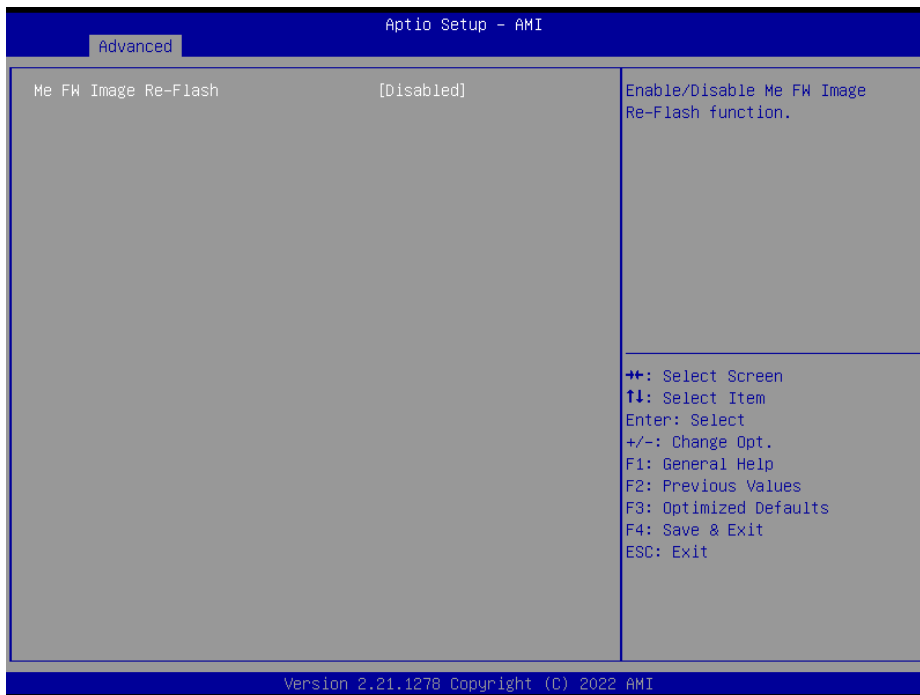 Aptio Setup – AMI
Advanced
Me FW Image Re-Flash [Disabled]
Enable/Disable Me FW Image
Re-Flash function.
→←: Select Screen
↑↓: Select Item
Enter: Select
+/-: Change Opt.
F1: General Help
F2: Previous Values
F3: Optimized Defaults
F4: Save & Exit
ESC: Exit
Version 2.21.1278 Copyright (C) 2022 AMI